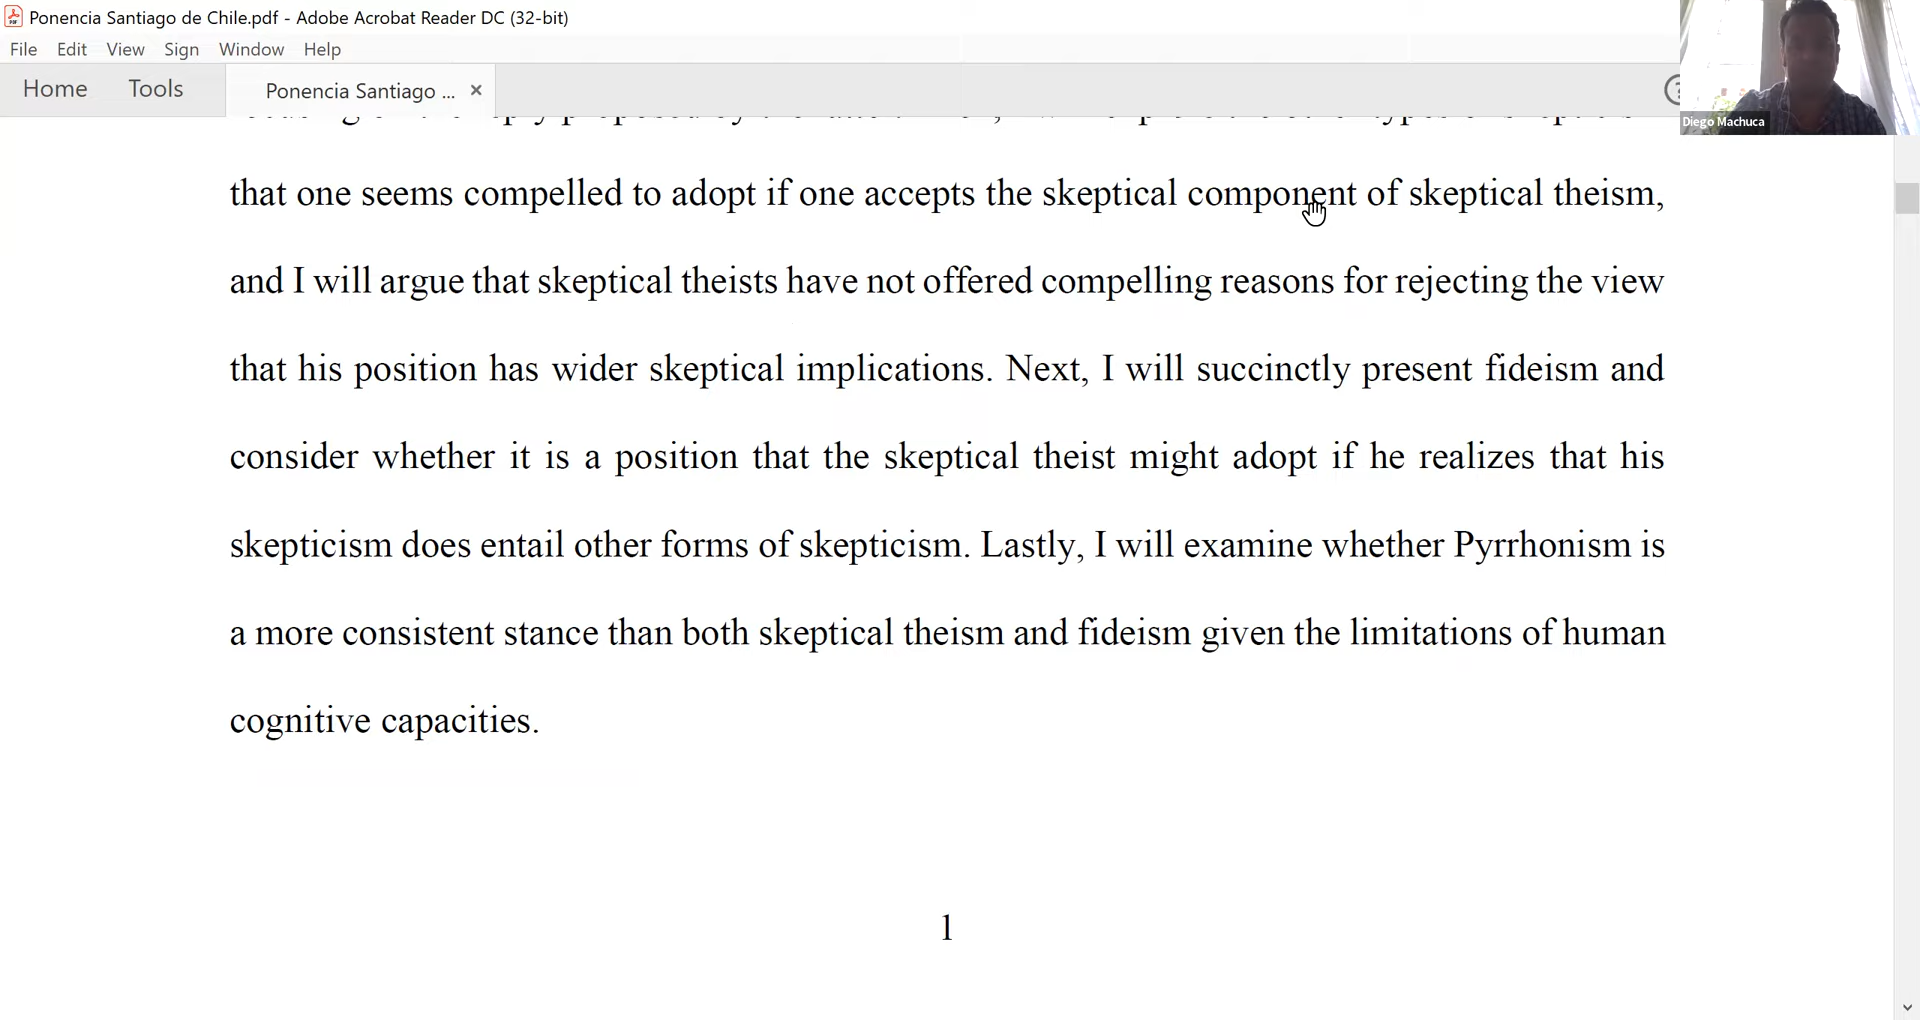 Ponencia Santiago de Chile.pdf - Adobe Acrobat Reader DC (32-bit)
File Edit View Sign Window Help
Home Tools Ponencia Santiago ... ×
Diego Machuca
that one seems compelled to adopt if one accepts the skeptical component of skeptical theism,
and I will argue that skeptical theists have not offered compelling reasons for rejecting the view
that his position has wider skeptical implications. Next, I will succinctly present fideism and
consider whether it is a position that the skeptical theist might adopt if he realizes that his
skepticism does entail other forms of skepticism. Lastly, I will examine whether Pyrrhonism is
a more consistent stance than both skeptical theism and fideism given the limitations of human
cognitive capacities.
1